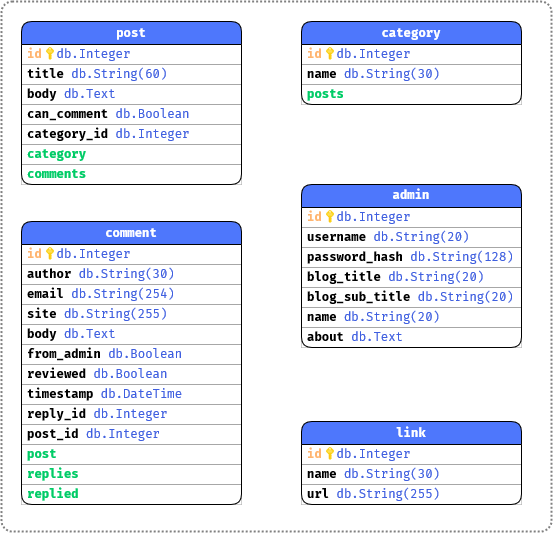 post
id db.Integer
title db.String(60)
body db.Text
can_comment db.Boolean
category_id db.Integer
category
comments
comment
id db.Integer
author db.String(30)
email db.String(254)
site db.String(255)
body db.Text
from_admin db.Boolean
reviewed db.Boolean
timestamp db.DateTime
reply_id db.Integer
post_id db.Integer
post
replies
replied
category
id db.Integer
name db.String(30)
posts
admin
id db.Integer
username db.String(20)
password_hash db.String(128)
blog_title db.String(20)
blog_sub_title db.String(20)
name db.String(20)
about db.Text
link
id db.Integer
name db.String(30)
url db.String(255)